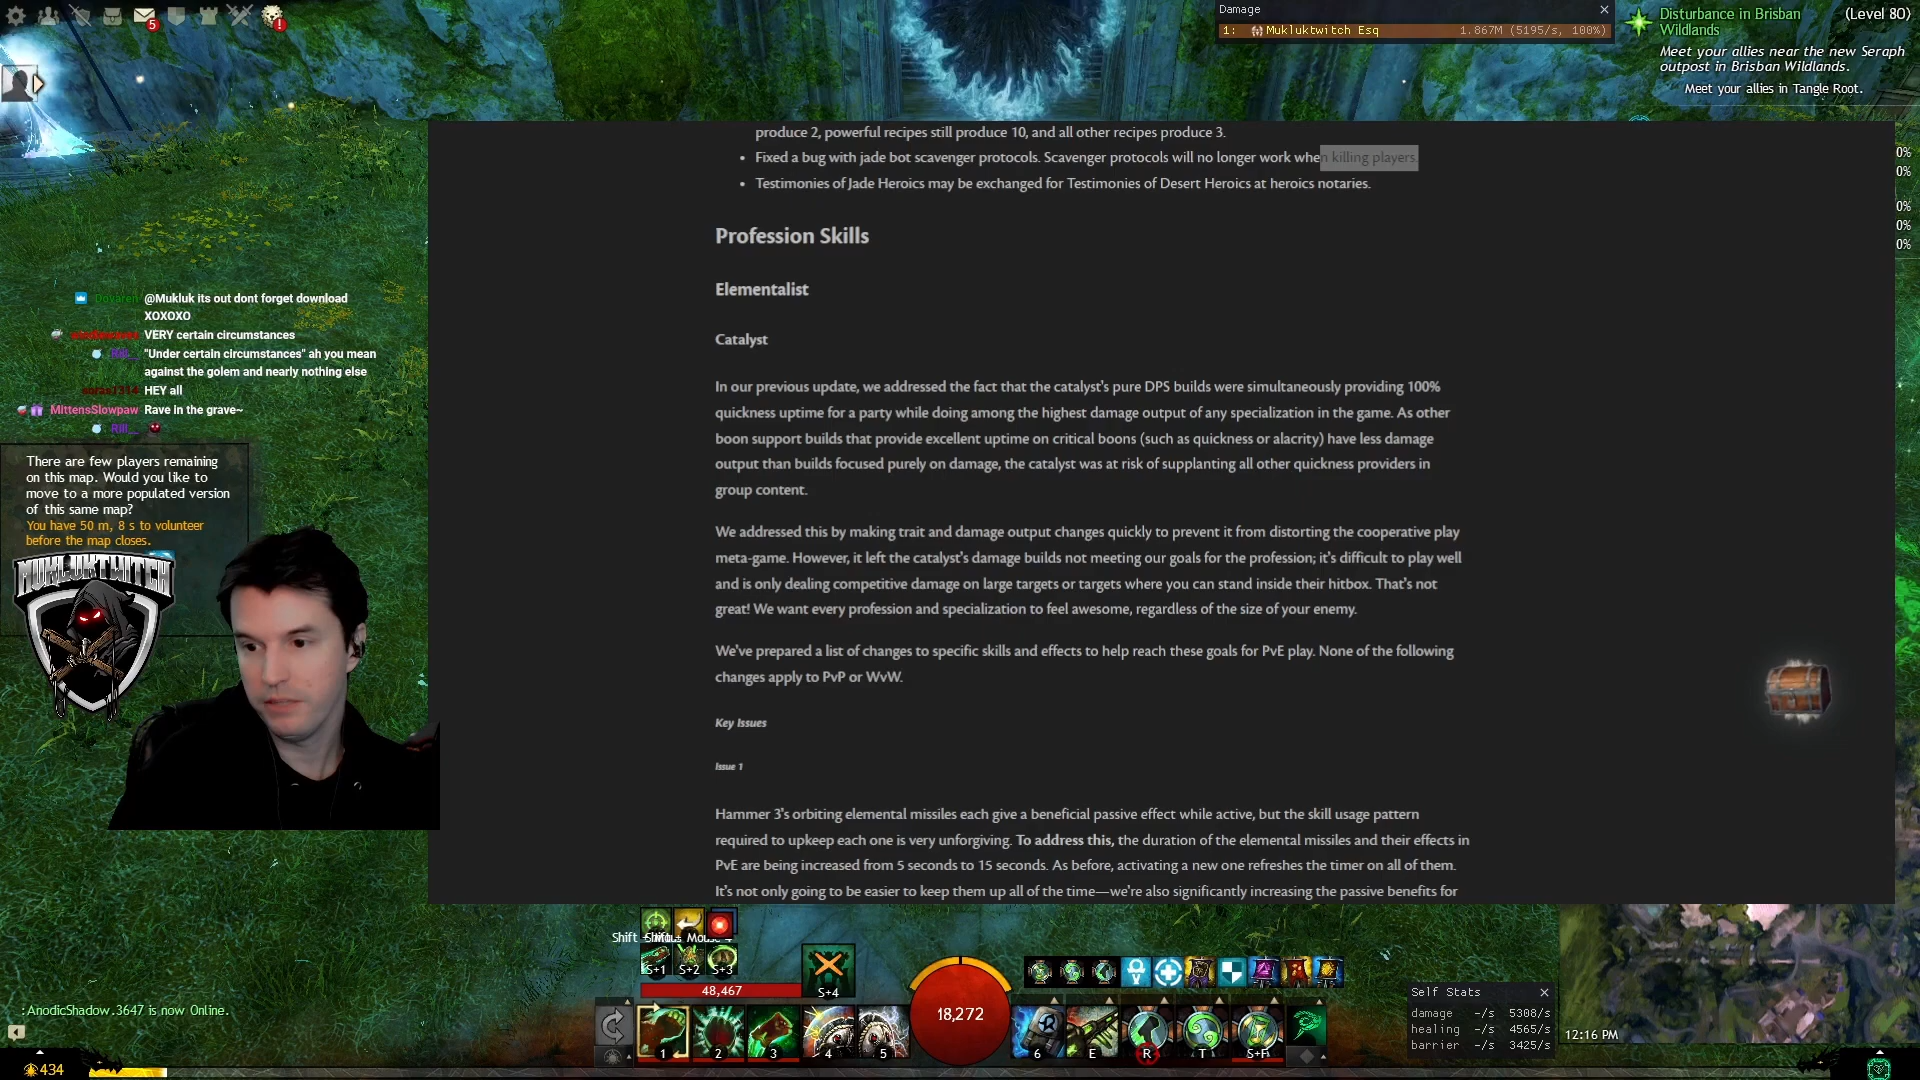 5
Damage
1: Mukluktwitch Esq 1.867M (5195/s, 100%)
Disturbance in Brisban
Wildlands
(Level 80)
Meet your allies near the new Seraph
outpost in Brisban Wildlands.
Meet your allies in Tangle Root.
0%
0%
0%
0%
0%
produce 2, powerful recipes still produce 10, and all other recipes produce 3.
• Fixed a bug with jade bot scavenger protocols. Scavenger protocols will no longer work when killing players.
• Testimonies of Jade Heroics may be exchanged for Testimonies of Desert Heroics at heroics notaries.
Profession Skills
Elementalist
Catalyst
In our previous update, we addressed the fact that the catalyst's pure DPS builds were simultaneously providing 100%
quickness uptime for a party while doing among the highest damage output of any specialization in the game. As other
boon support builds that provide excellent uptime on critical boons (such as quickness or alacrity) have less damage
output than builds focused purely on damage, the catalyst was at risk of supplanting all other quickness providers in
group content.
We addressed this by making trait and damage output changes quickly to prevent it from distorting the cooperative play
meta-game. However, it left the catalyst's damage builds not meeting our goals for the profession; it's difficult to play well
and is only dealing competitive damage on large targets or targets where you can stand inside their hitbox. That's not
great! We want every profession and specialization to feel awesome, regardless of the size of your enemy.
We've prepared a list of changes to specific skills and effects to help reach these goals for PvE play. None of the following
changes apply to PvP or WvW.
Key Issues
Issue 1
Hammer 3's orbiting elemental missiles each give a beneficial passive effect while active, but the skill usage pattern
required to upkeep each one is very unforgiving. To address this, the duration of the elemental missiles and their effects in
PvE are being increased from 5 seconds to 15 seconds. As before, activating a new one refreshes the timer on all of them.
It's not only going to be easier to keep them up all of the time—we're also significantly increasing the passive benefits for
Dovaren @Mukluk its out dont forget download
XOXOXO
VERY certain circumstances
Rill__ "Under certain circumstances" ah you mean
against the golem and nearly nothing else
HEY all
MittensSlowpaw Rave in the grave~
Rill__
There are few players remaining
on this map. Would you like to
move to a more populated version
of this same map?
You have 50 m, 8 s to volunteer
before the map closes.
MUKLUKTWITCH
:AnodicShadow.3647 is now Online.
434
Shift
S+1 S+2 S+3
S+4
48,467
18,272
1 2 3 4 5
6 E R T S+F
Self Stats
damage -/s 5308/s
healing -/s 4565/s
barrier -/s 3425/s
12:16 PM